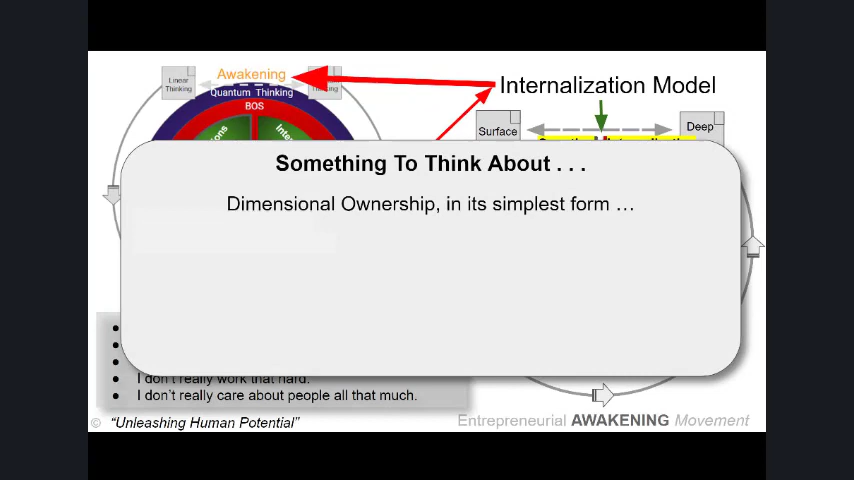 Awakening
Linear
Thinking
Thinking
Quantum Thinking
BOS
Internalization Model
Surface
Deep
Something To Think About . . .
Dimensional Ownership, in its simplest form …
I don't really work that hard.
I don't really care about people all that much.
© "Unleashing Human Potential"
Entrepreneurial AWAKENING Movement